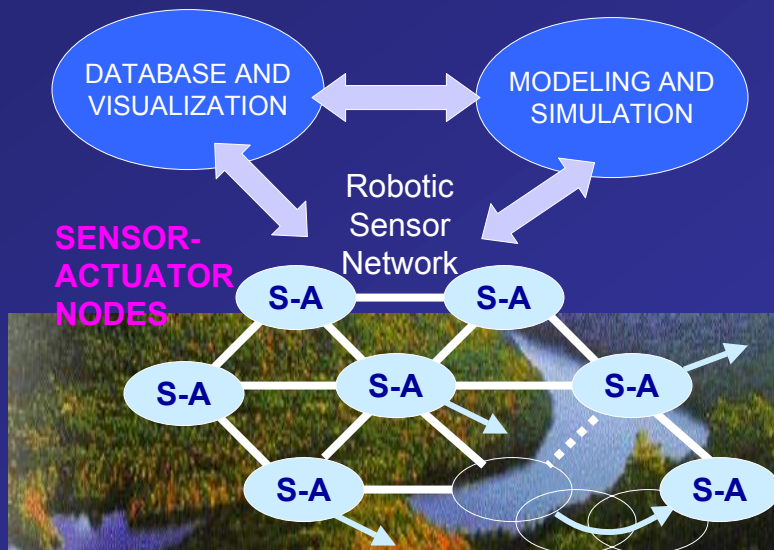 DATABASE AND
VISUALIZATION
MODELING AND
SIMULATION
Robotic
Sensor
Network
SENSOR-
ACTUATOR
NODES
S-A
S-A
S-A
S-A
S-A
S-A
S-A